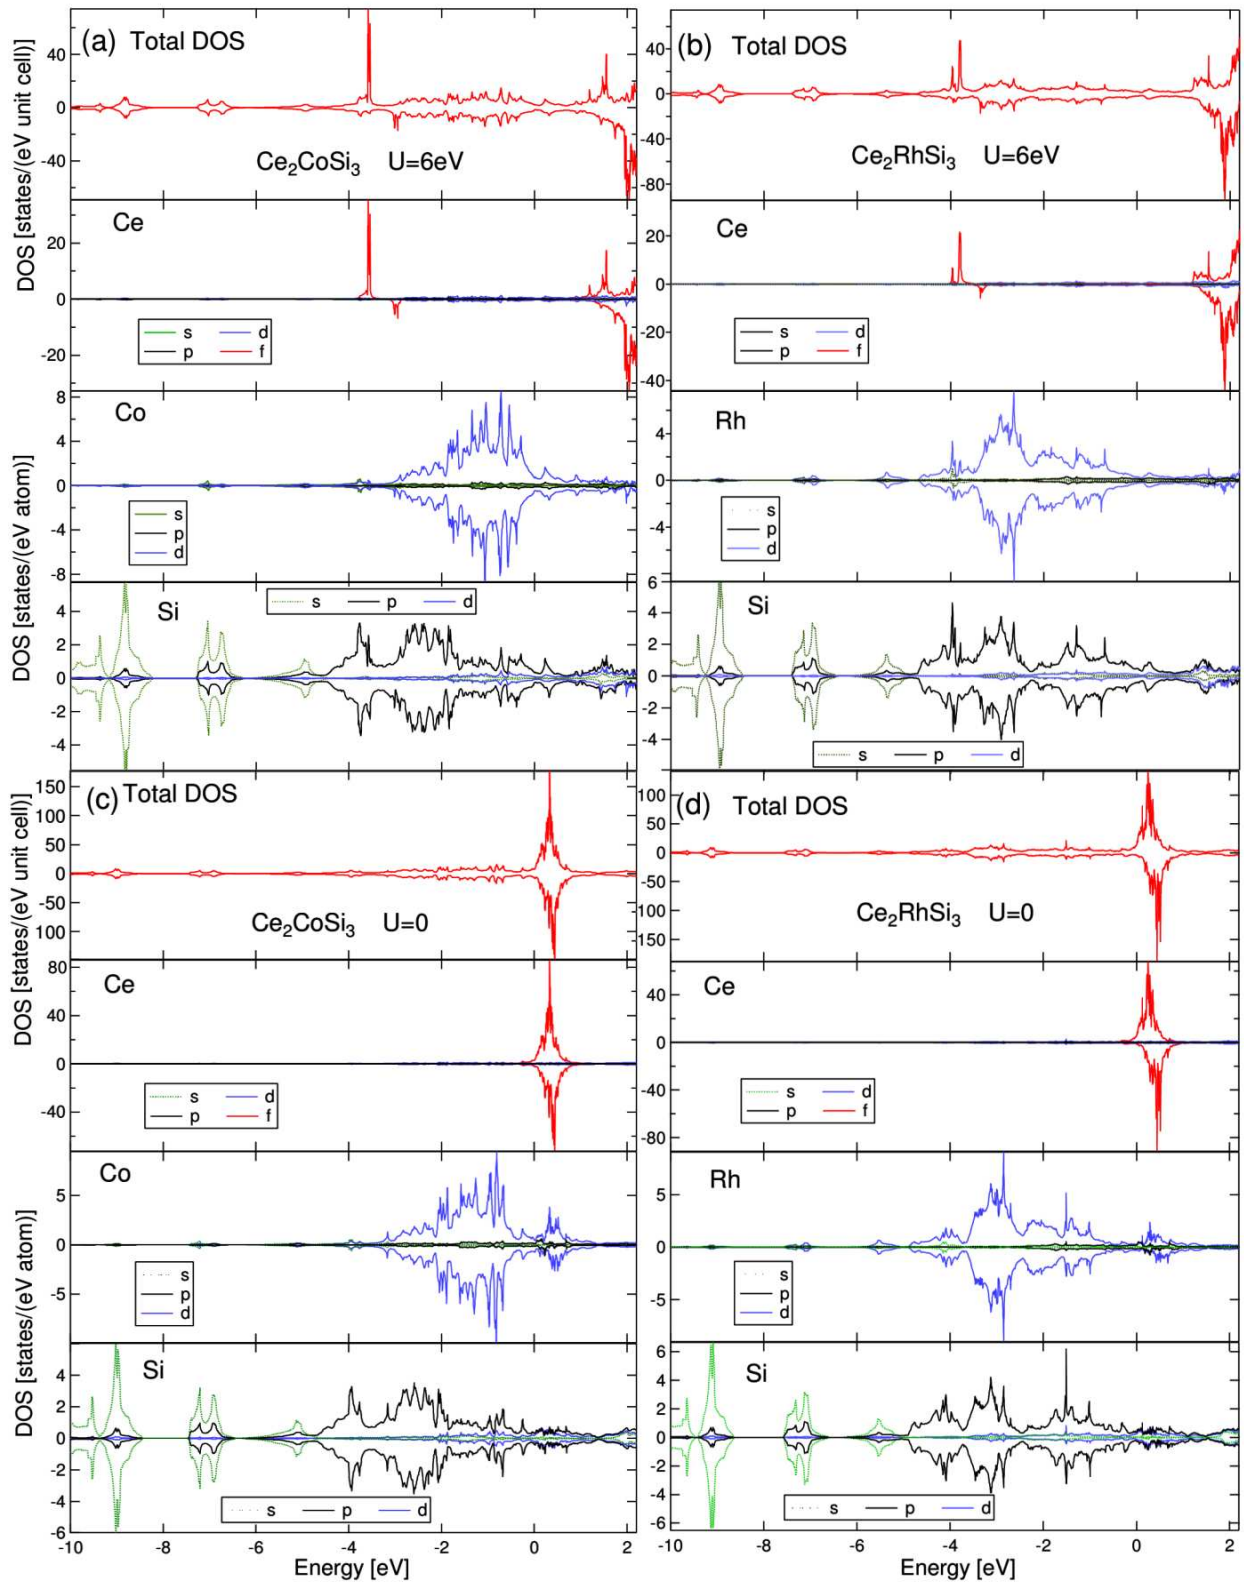 (a) Total DOS
40
20
0
-20
-40
Ce2CoSi3 U=6eV
DOS [states/(eV unit cell)]
Ce
20
0
-20
s d
p f
Co
8
4
0
-4
-8
s
p
d
DOS [states/(eV atom)]
Si
s p d
4
2
0
-2
-4
(b) Total DOS
40
0
-40
-80
Ce2RhSi3 U=6eV
Ce
20
0
-20
-40
s d
p f
Rh
4
0
-4
s
p
d
Si
6
4
2
0
-2
-4
6
s p d
(c) Total DOS
150
100
50
0
-50
100
Ce2CoSi3 U=0
DOS [states/(eV unit cell)]
Ce
80
40
0
-40
s d
p f
Co
5
0
-5
s
p
d
DOS [states/(eV atom)]
Si
4
2
0
-2
-4
-6
s p d
-10 -8 -6 -4 -2 0 2
Energy [eV]
(d) Total DOS
100
50
0
-50
100
150
Ce2RhSi3 U=0
Ce
40
0
-40
-80
s d
p f
Rh
5
0
-5
s
p
d
Si
6
4
2
0
-2
-4
-6
s p d
-10 -8 -6 -4 -2 0 2
Energy [eV]